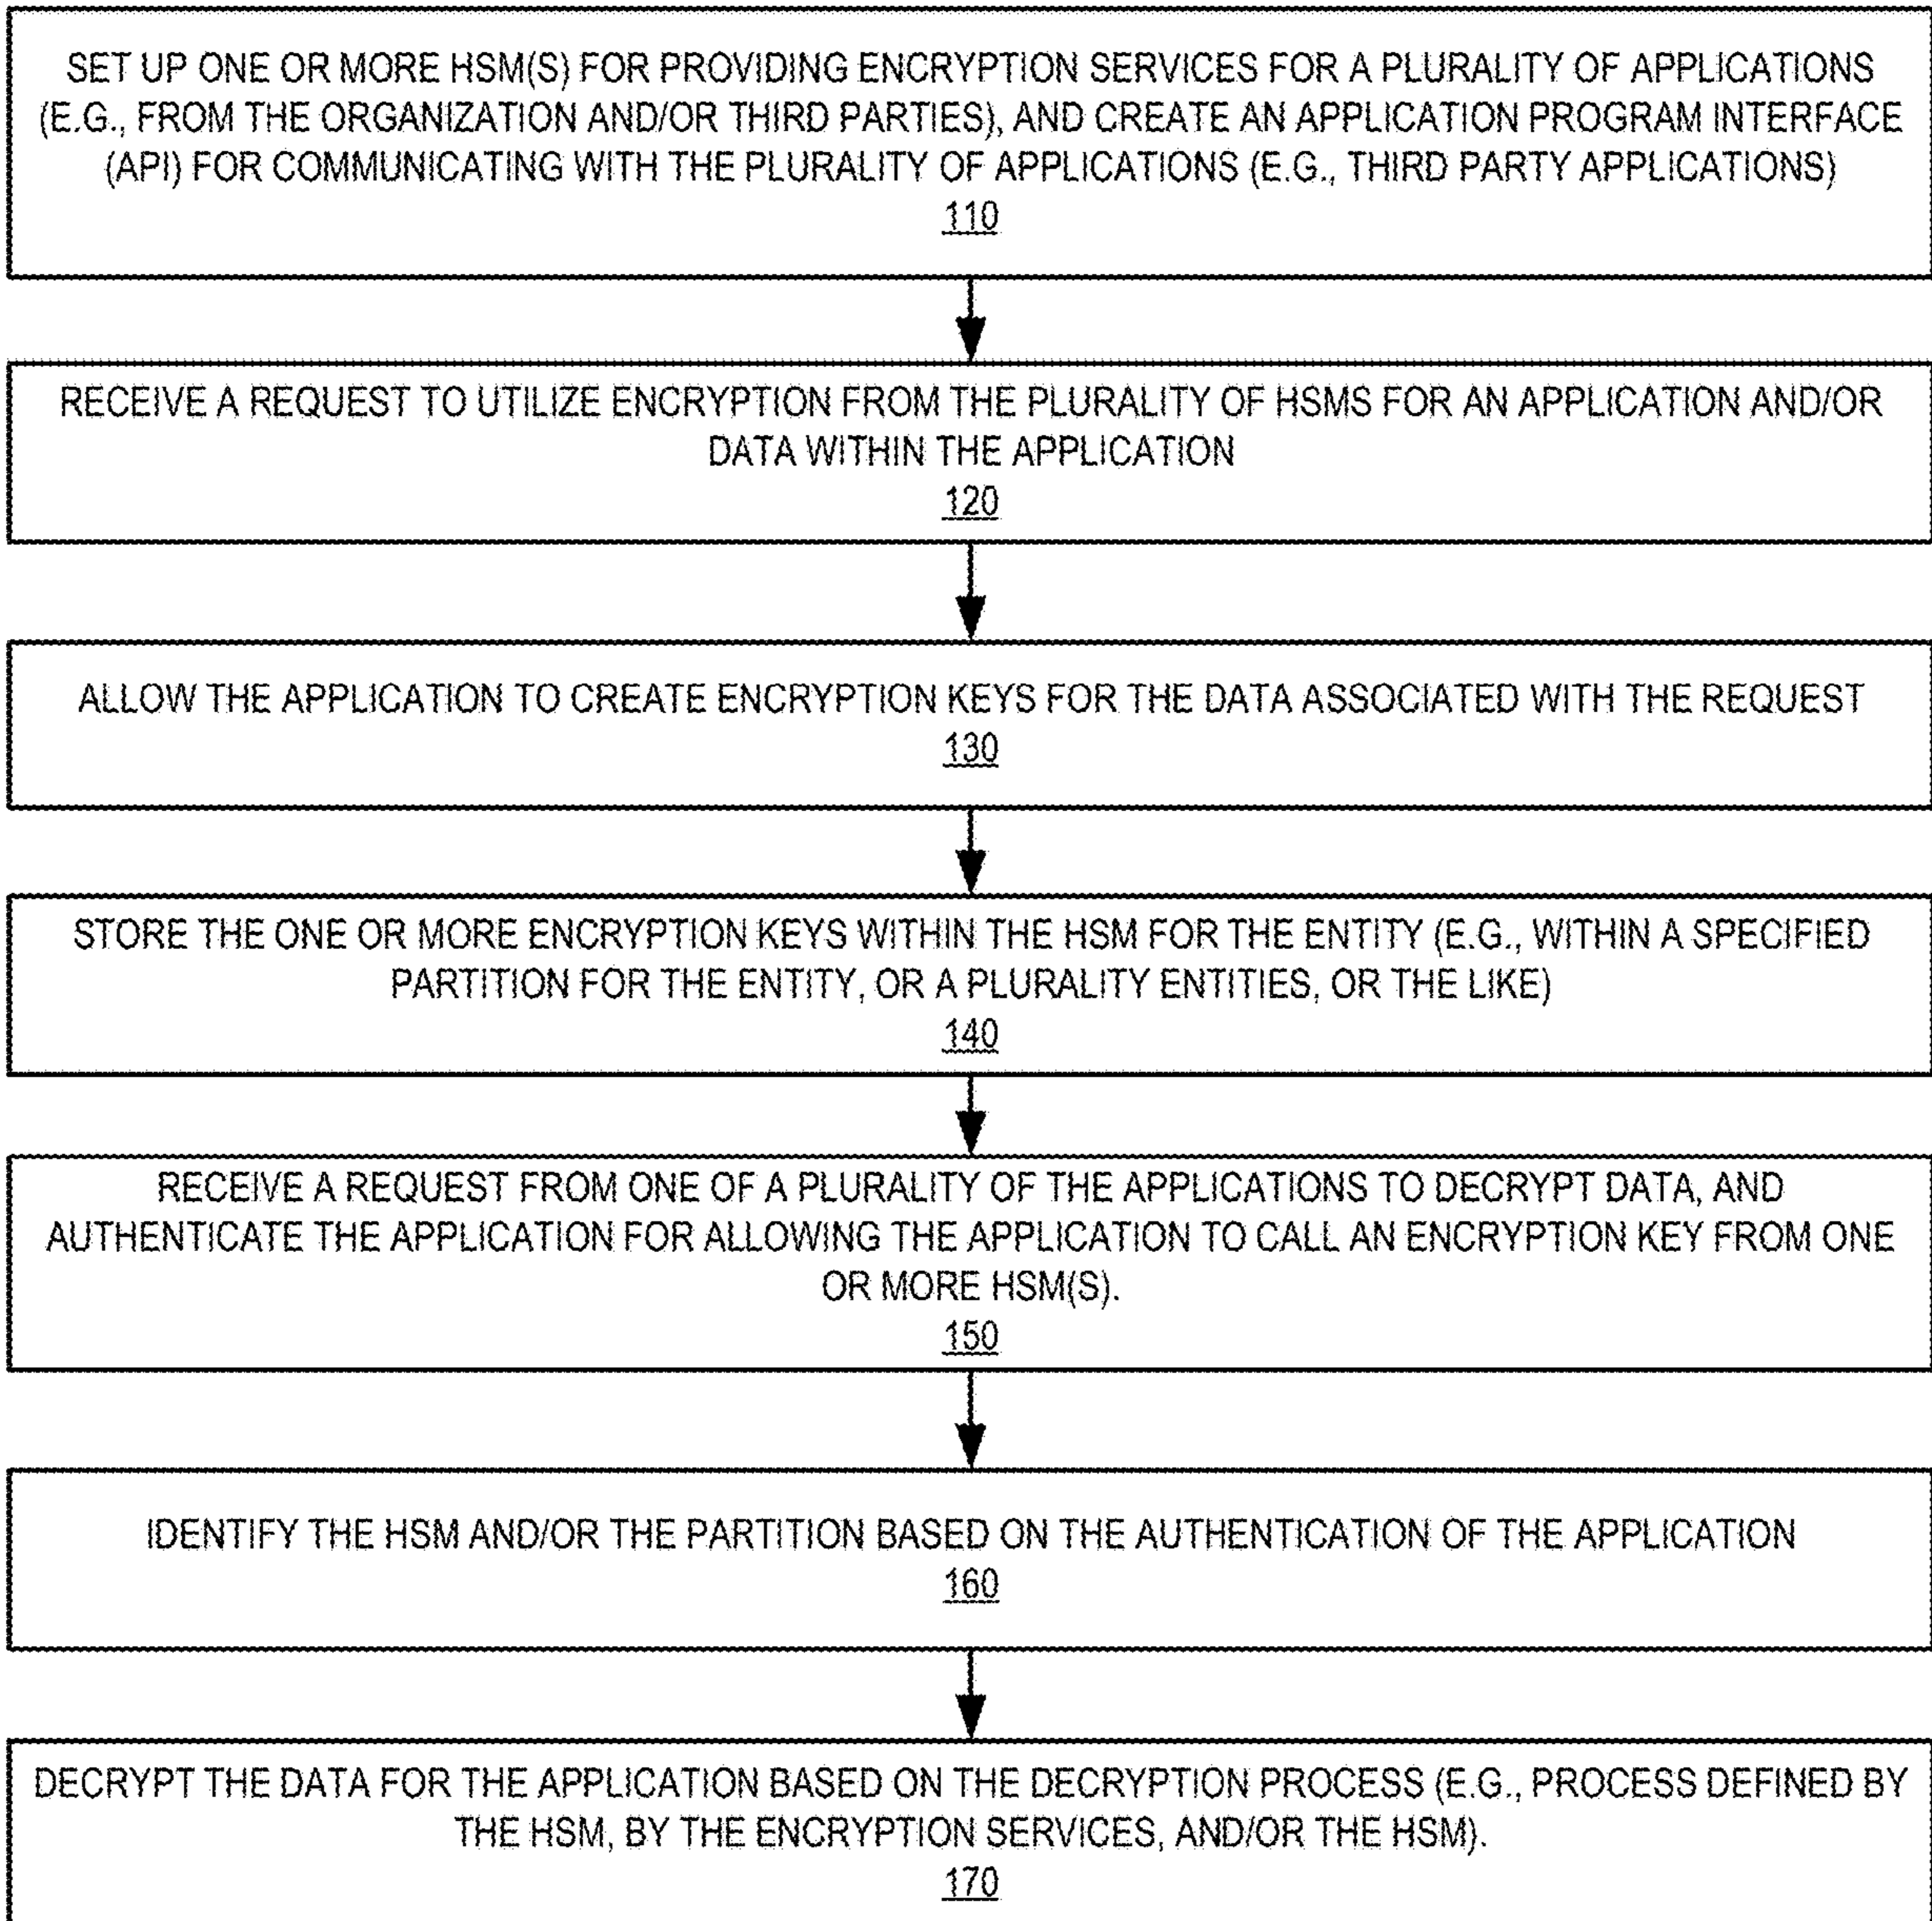 SET UP ONE OR MORE HSM(S) FOR PROVIDING ENCRYPTION SERVICES FOR A PLURALITY OF APPLICATIONS
(E.G., FROM THE ORGANIZATION AND/OR THIRD PARTIES), AND CREATE AN APPLICATION PROGRAM INTERFACE
(API) FOR COMMUNICATING WITH THE PLURALITY OF APPLICATIONS (E.G., THIRD PARTY APPLICATIONS)
110
RECEIVE A REQUEST TO UTILIZE ENCRYPTION FROM THE PLURALITY OF HSMS FOR AN APPLICATION AND/OR
DATA WITHIN THE APPLICATION
120
ALLOW THE APPLICATION TO CREATE ENCRYPTION KEYS FOR THE DATA ASSOCIATED WITH THE REQUEST
130
STORE THE ONE OR MORE ENCRYPTION KEYS WITHIN THE HSM FOR THE ENTITY (E.G., WITHIN A SPECIFIED
PARTITION FOR THE ENTITY, OR A PLURALITY ENTITIES, OR THE LIKE)
140
RECEIVE A REQUEST FROM ONE OF A PLURALITY OF THE APPLICATIONS TO DECRYPT DATA, AND
AUTHENTICATE THE APPLICATION FOR ALLOWING THE APPLICATION TO CALL AN ENCRYPTION KEY FROM ONE
OR MORE HSM(S).
150
IDENTIFY THE HSM AND/OR THE PARTITION BASED ON THE AUTHENTICATION OF THE APPLICATION
160
DECRYPT THE DATA FOR THE APPLICATION BASED ON THE DECRYPTION PROCESS (E.G., PROCESS DEFINED BY
THE HSM, BY THE ENCRYPTION SERVICES, AND/OR THE HSM).
170